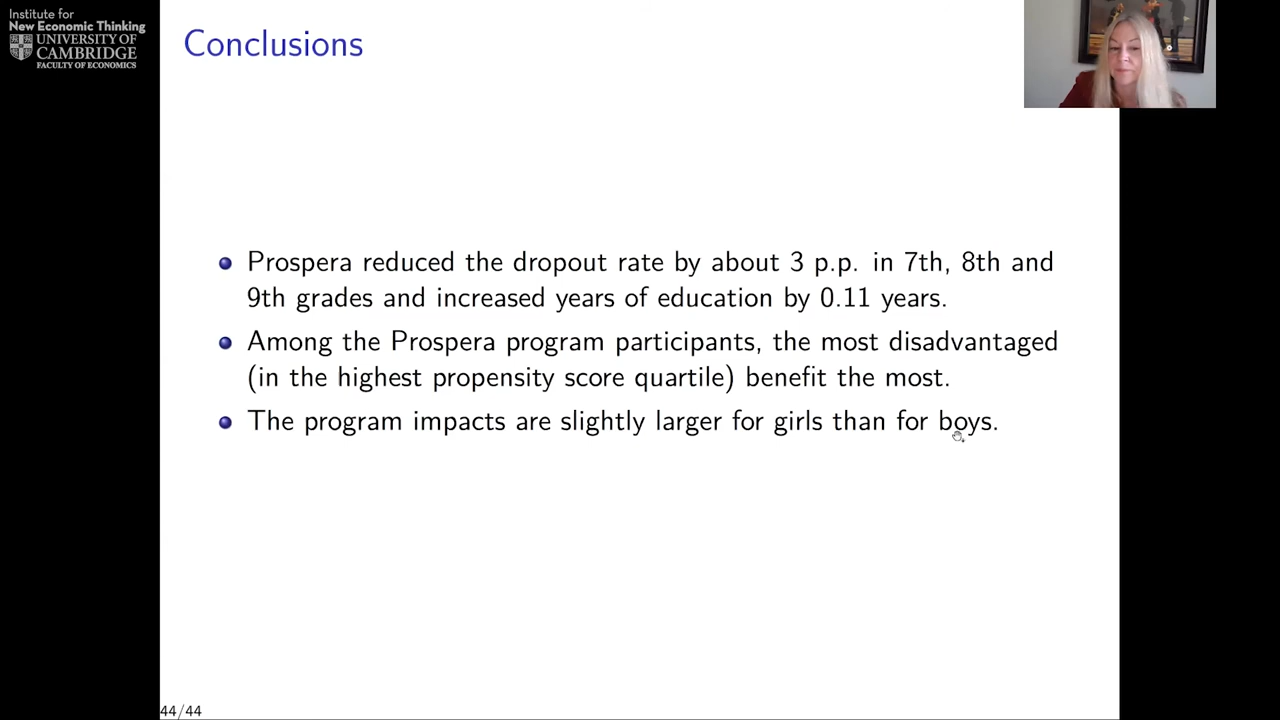 Institute for
New Economic Thinking
UNIVERSITY OF
CAMBRIDGE
FACULTY OF ECONOMICS
Conclusions
Prospera reduced the dropout rate by about 3 p.p. in 7th, 8th and
9th grades and increased years of education by 0.11 years.
Among the Prospera program participants, the most disadvantaged
(in the highest propensity score quartile) benefit the most.
The program impacts are slightly larger for girls than for boys.
44/44